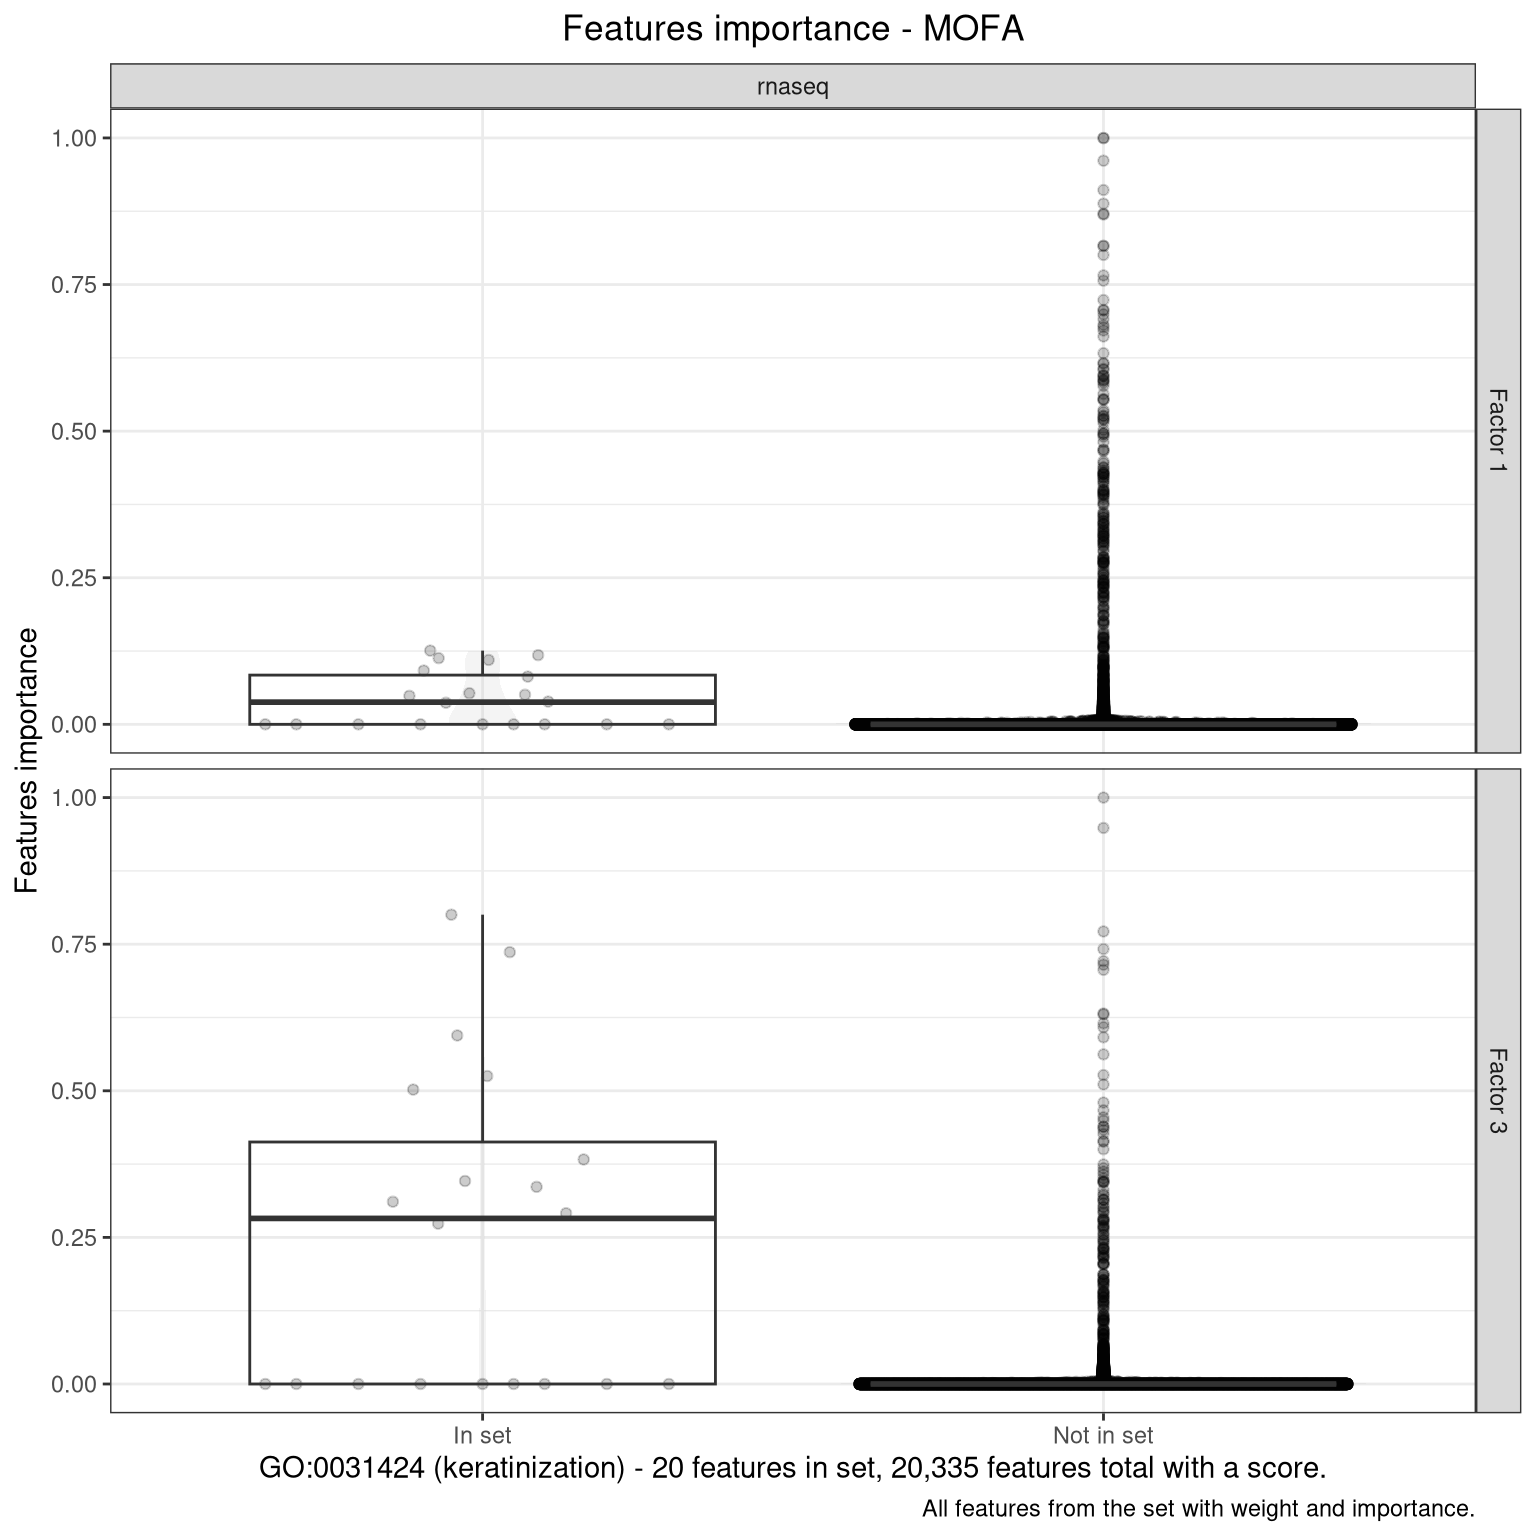 Features importance - MOFA
rnaseq
Features importance
1.00
0.75
0.50
0.25
0.00
Factor 1
1.00
0.75
0.50
0.25
0.00
Factor 3
In set
Not in set
GO:0031424 (keratinization) - 20 features in set, 20,335 features total with a score.
All features from the set with weight and importance.